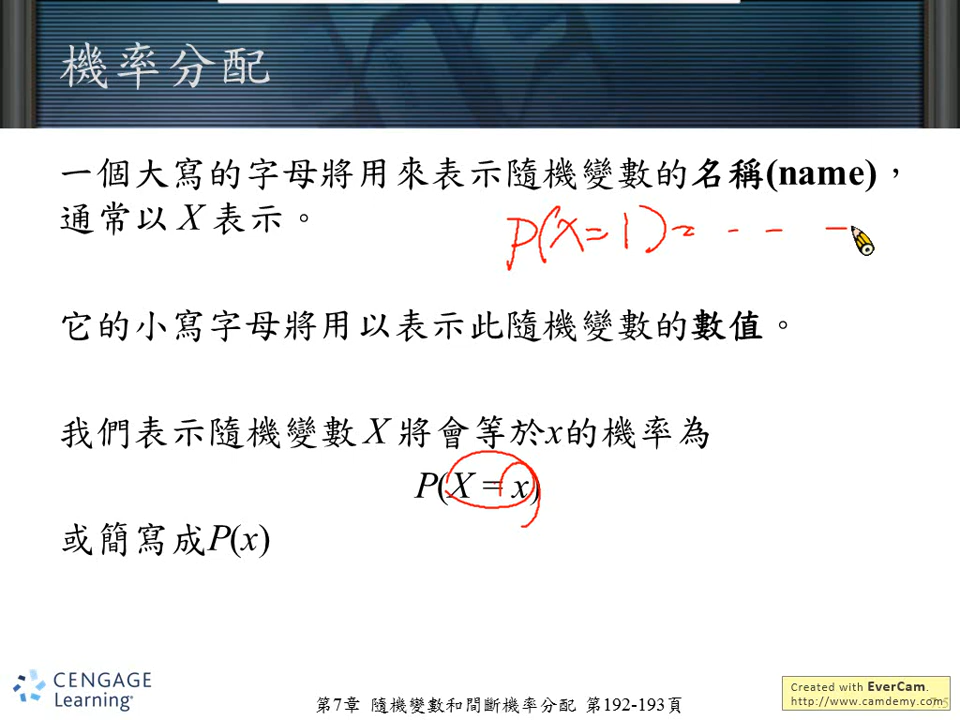 機率分配
一個大寫的字母將用來表示隨機變數的名稱(name)，
通常以 X 表示。
P(X=1)= - - -
它的小寫字母將用以表示此隨機變數的數值。
我們表示隨機變數 X 將會等於x的機率為
P(X = x)
或簡寫成P(x)
CENGAGE
Learning
第7章 隨機變數和間斷機率分配 第192-193頁
Created with EverCam.
http://www.camdemy.com